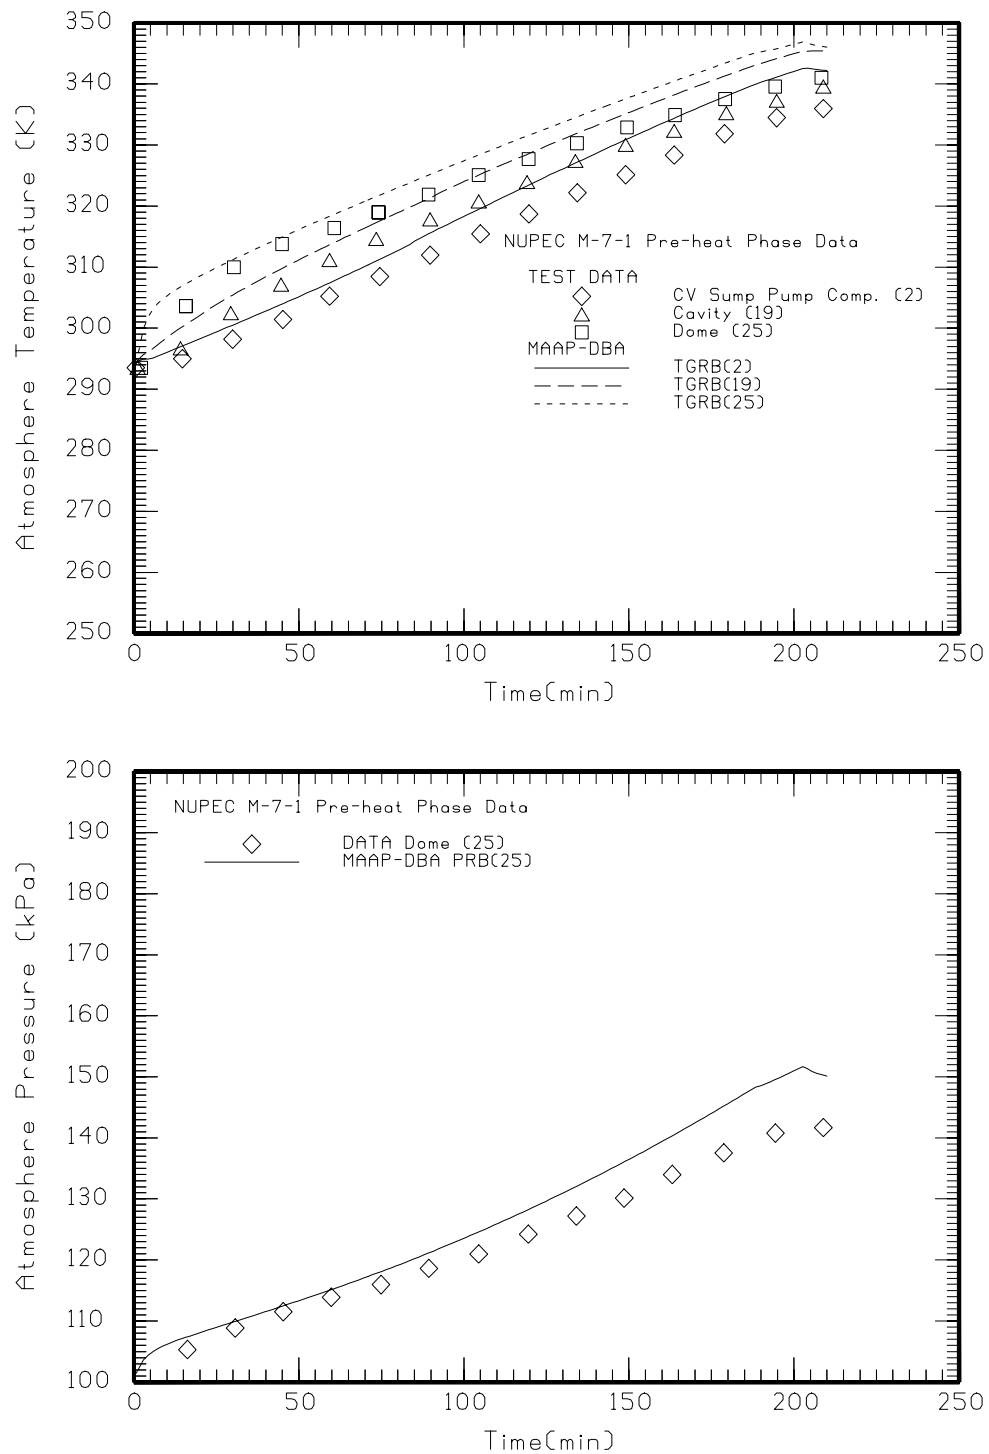 350
340
330
320
310
300
290
280
270
260
250
Atmosphere Temperature (K)
NUPEC M-7-1 Pre-heat Phase Data
TEST DATA
CV Sump Pump Comp. (2)
Cavity (19)
Dome (25)
MAAP-DBA
TGRB(2)
TGRB(19)
TGRB(25)
0 50 100 150 200 250
Time(min)
200
190
180
170
160
150
140
130
120
110
100
Atmosphere Pressure (kPa)
NUPEC M-7-1 Pre-heat Phase Data
DATA Dome (25)
MAAP-DBA PRB(25)
0 50 100 150 200 250
Time(min)